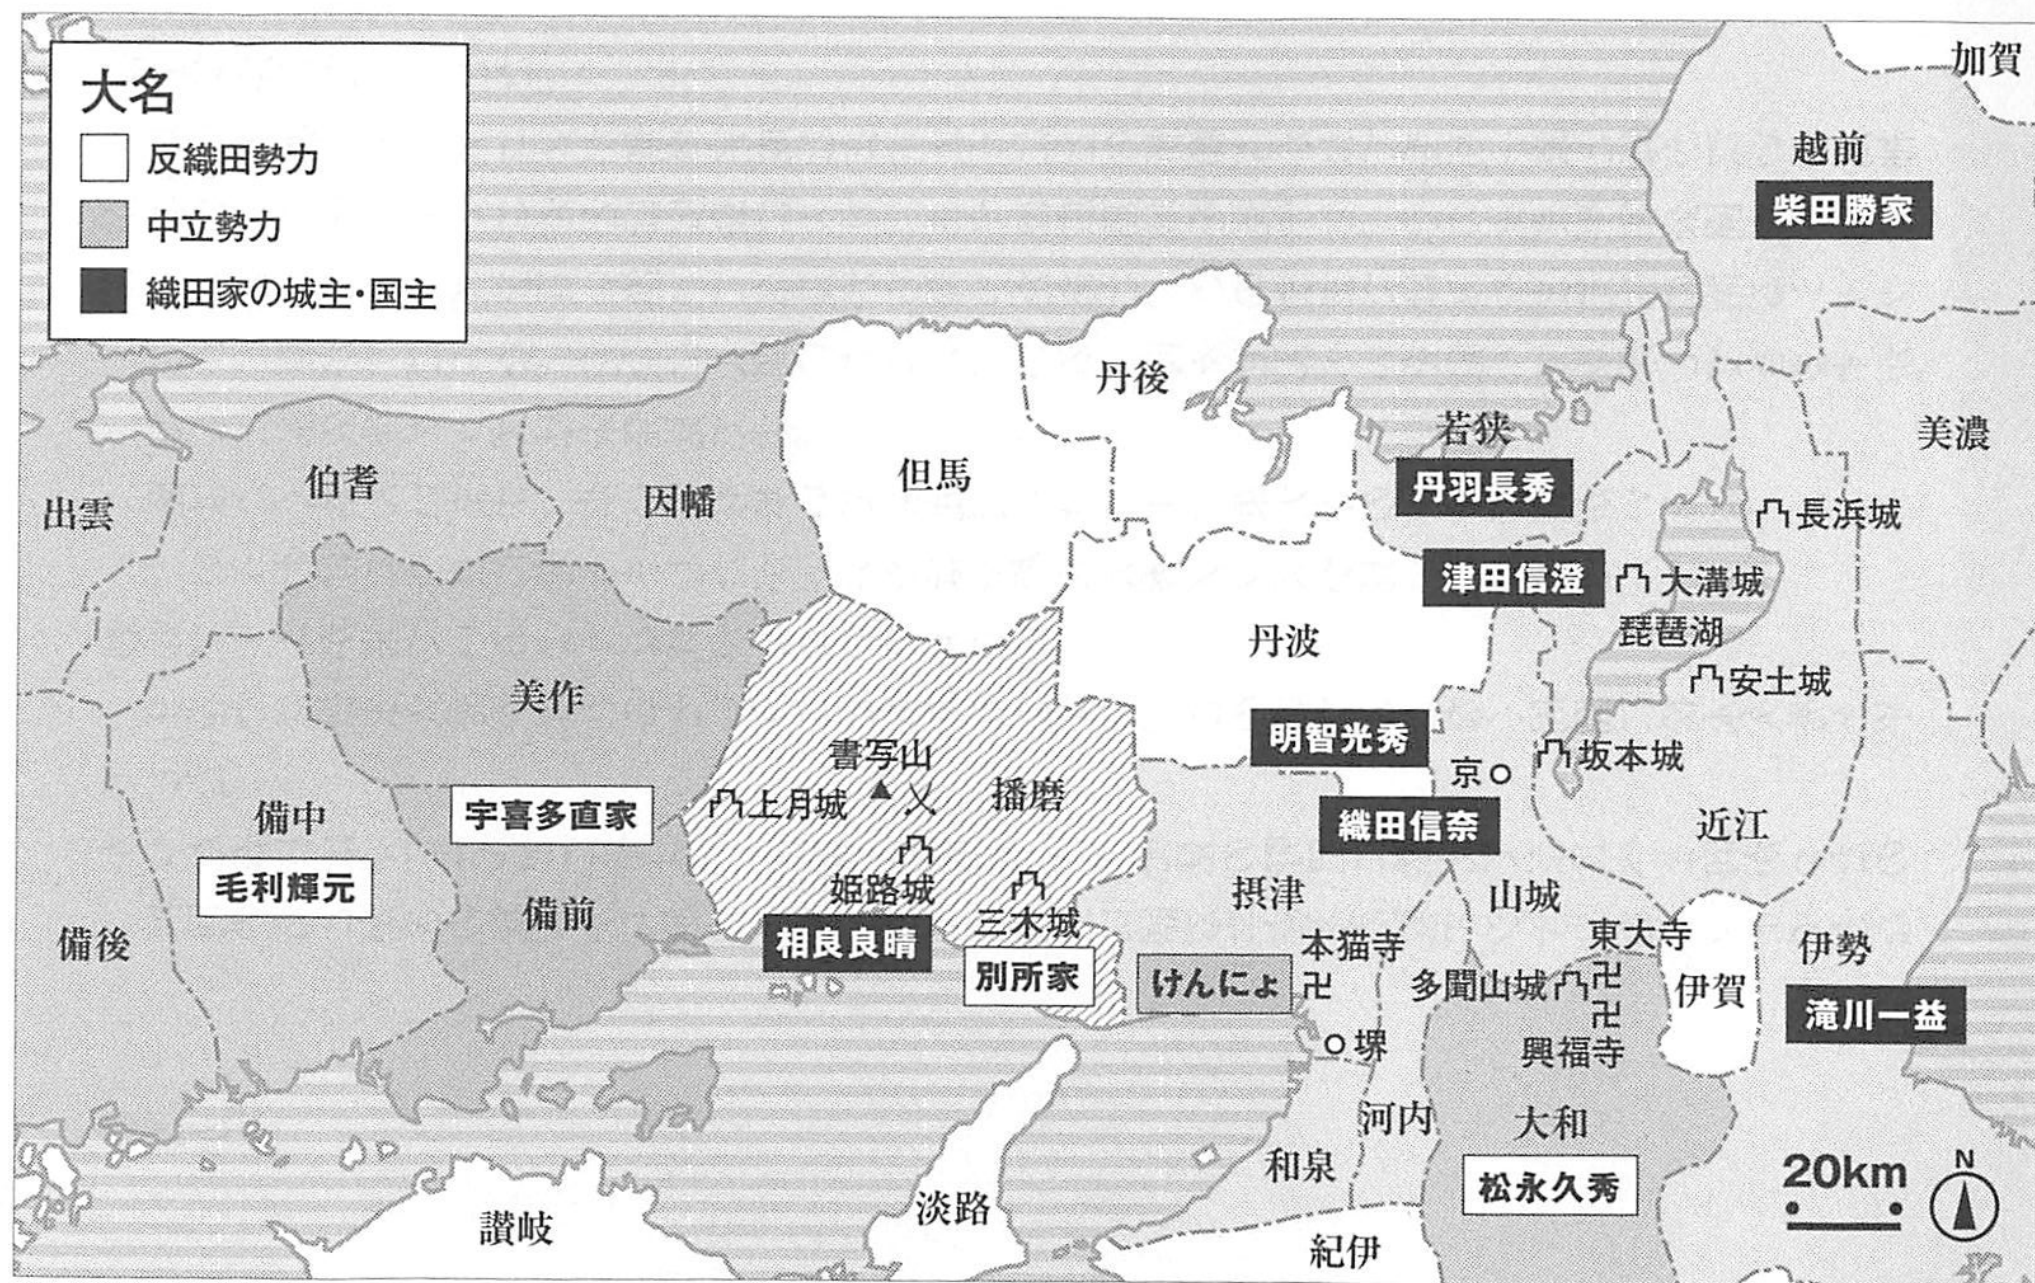 大名
反織田勢力
中立勢力
織田家の城主・国主
加賀
越前
柴田勝家
丹後
若狭
丹羽長秀
美濃
出雲
伯耆
因幡
但馬
長浜城
津田信澄
大溝城
琵琶湖
丹波
安土城
美作
明智光秀
京
坂本城
書写山
上月城
播磨
織田信奈
近江
備中
宇喜多直家
毛利輝元
姫路城
三木城
摂津
山城
備後
備前
相良良晴
別所家
けんにょ
本猫寺
卍
多聞山城
東大寺
卍
卍
興福寺
伊賀
伊勢
滝川一益
堺
河内
大和
松永久秀
和泉
淡路
讃岐
紀伊
20km
N